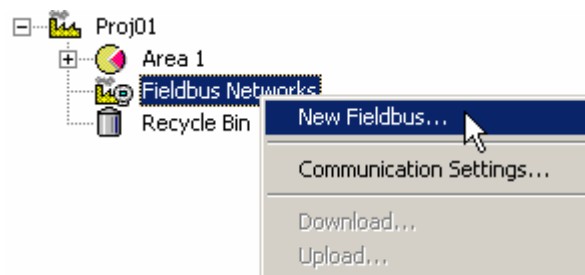 Proj01
Area 1
Fieldbus Networks
Recycle Bin
New Fieldbus...
Communication Settings...
Download...
Upload...